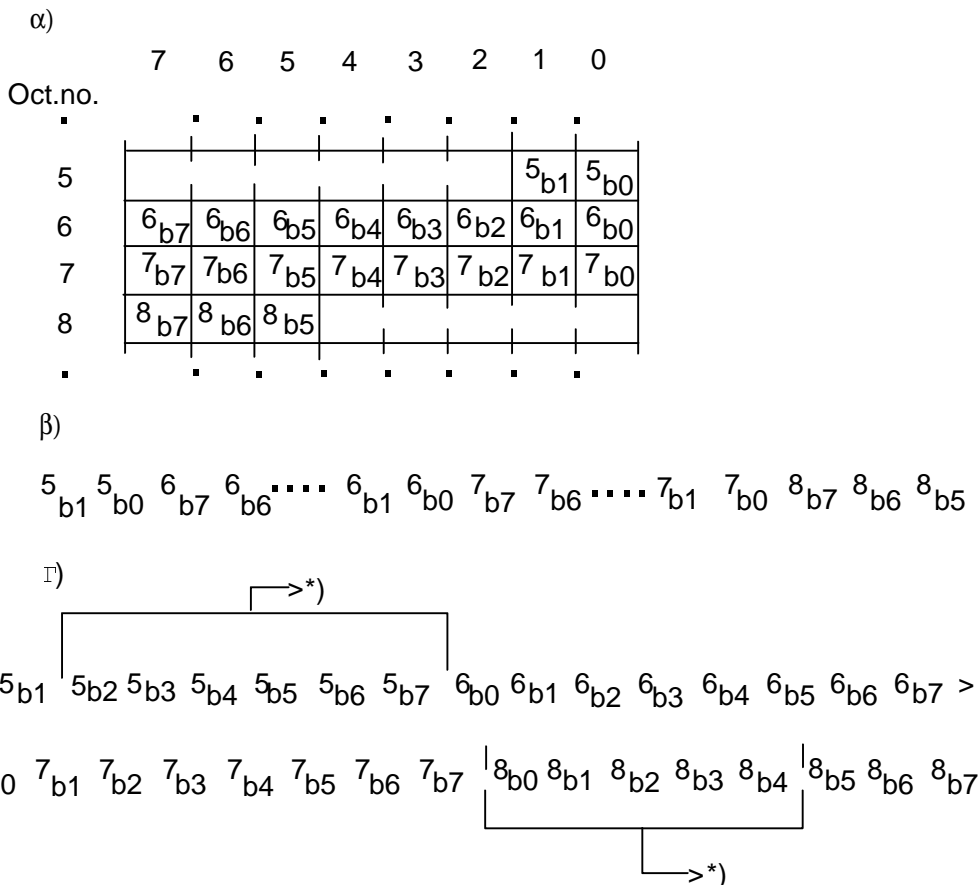 α)
7 6 5 4 3 2 1 0
Oct.no.
5 5b1 5b0
6 6b7 6b6 6b5 6b4 6b3 6b2 6b1 6b0
7 7b7 7b6 7b5 7b4 7b3 7b2 7b1 7b0
8 8b7 8b6 8b5
β)
5b1 5b0 6b7 6b6 .... 6b1 6b0 7b7 7b6 .... 7b1 7b0 8b7 8b6 8b5
Γ)
>*)
5b1 5b2 5b3 5b4 5b5 5b6 5b7 6b0 6b1 6b2 6b3 6b4 6b5 6b6 6b7 >
0 7b1 7b2 7b3 7b4 7b5 7b6 7b7 8b0 8b1 8b2 8b3 8b4 8b5 8b6 8b7
>*)